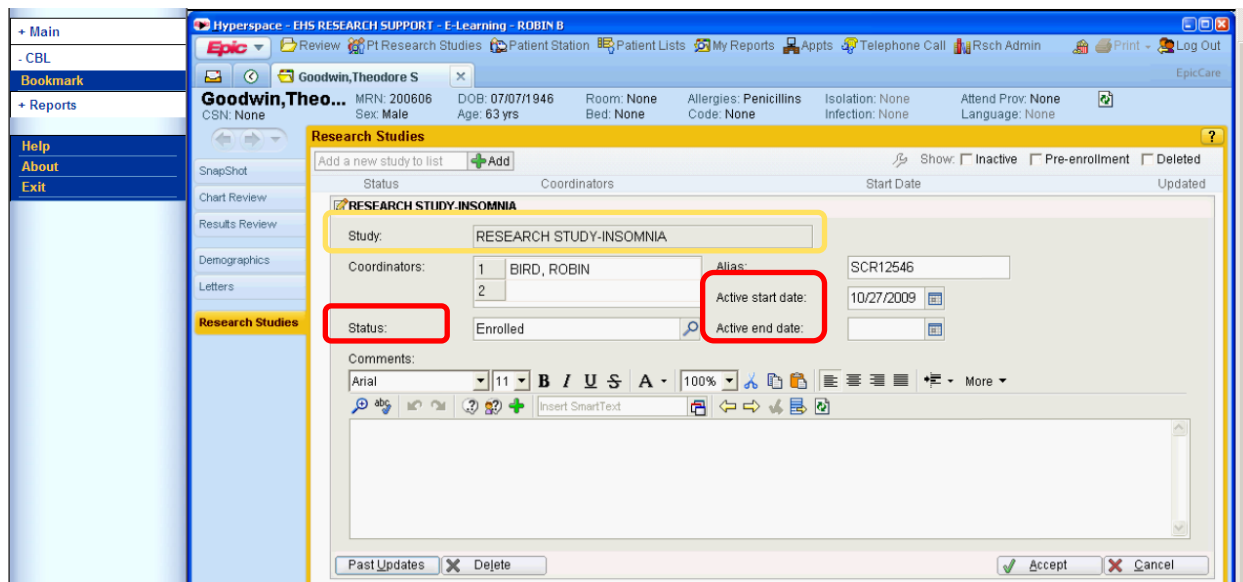 + Main
- CBL
Bookmark
+ Reports
Help
About
Exit
Hyperspace - EHS RESEARCH SUPPORT - E-Learning - ROBIN B
Epic Review Pt Research Studies Patient Station Patient Lists My Reports Appts Telephone Call Rsch Admin Print Log Out
Goodwin,Theodore S EpicCare
Goodwin,Theo... MRN: 200606 DOB: 07/07/1946 Room: None Allergies: Penicillins Isolation: None Attend Prov: None
CSN: None Sex: Male Age: 63 yrs Bed: None Code: None Infection: None Language: None
Research Studies ?
SnapShot
Chart Review
Results Review
Demographics
Letters
Research Studies
Add a new study to list Add Show: Inactive Pre-enrollment Deleted
Status Coordinators Start Date Updated
RESEARCH STUDY-INSOMNIA
Study: RESEARCH STUDY-INSOMNIA
Coordinators: 1 BIRD, ROBIN Alias: SCR12546
2 Active start date: 10/27/2009
Status: Enrolled Active end date:
Comments:
Arial 11 B I U S A 100% More
abc Insert SmartText
Past Updates Delete Accept Cancel